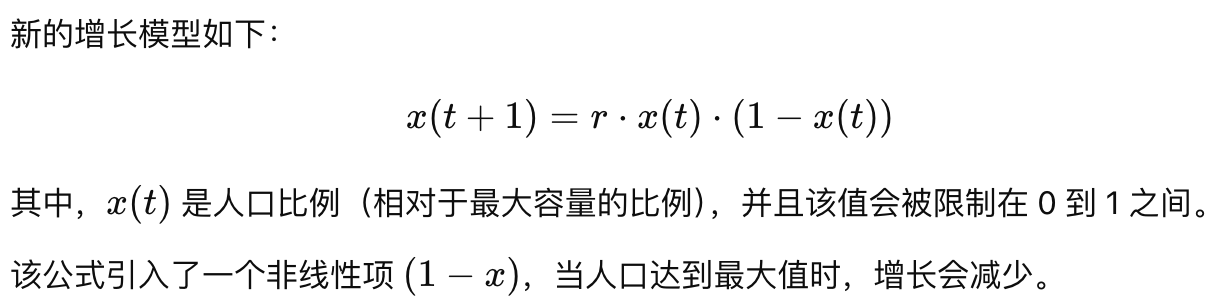 新的增长模型如下：
x(t + 1) = r · x(t) · (1 − x(t))
其中，x(t) 是人口比例（相对于最大容量的比例），并且该值会被限制在 0 到 1 之间。
该公式引入了一个非线性项 (1 − x)，当人口达到最大值时，增长会减少。